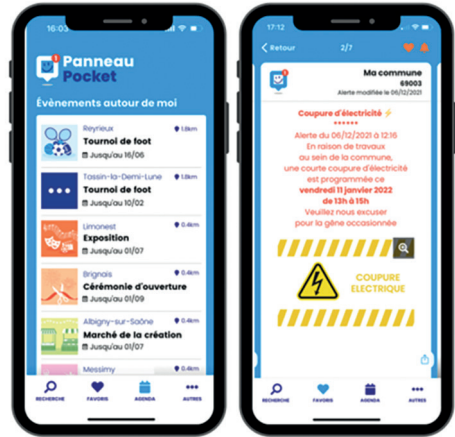 16:03
Panneau
Pocket
1
Évènements autour de moi
Reyrieux
1.8km
Tournoi de foot
Jusqu'au 16/06
Tassin-la-Demi-Lune
1.8km
Tournoi de foot
Jusqu'au 10/02
Limonest
0.4km
Exposition
Jusqu'au 01/07
Brignais
0.4km
Cérémonie d'ouverture
Jusqu'au 01/09
Albigny-sur-Saône
0.4km
Marché de la création
Jusqu'au 01/07
Messimy
0.4km
RECHERCHE
FAVORIS
AGENDA
AUTRES
17:12
Retour
2/7
Ma commune
69003
Alerte modifiée le 06/12/2021
Coupure d'électricité ⚡
******
Alerte du 06/12/2021 à 12:16
En raison de travaux
au sein de la commune,
une courte coupure d'électricité
est programmée ce
vendredi 11 janvier 2022
de 13h à 15h
Veuillez nous excuser
pour la gêne occasionnée
COUPURE
ELECTRIQUE
RECHERCHE
FAVORIS
AGENDA
AUTRES